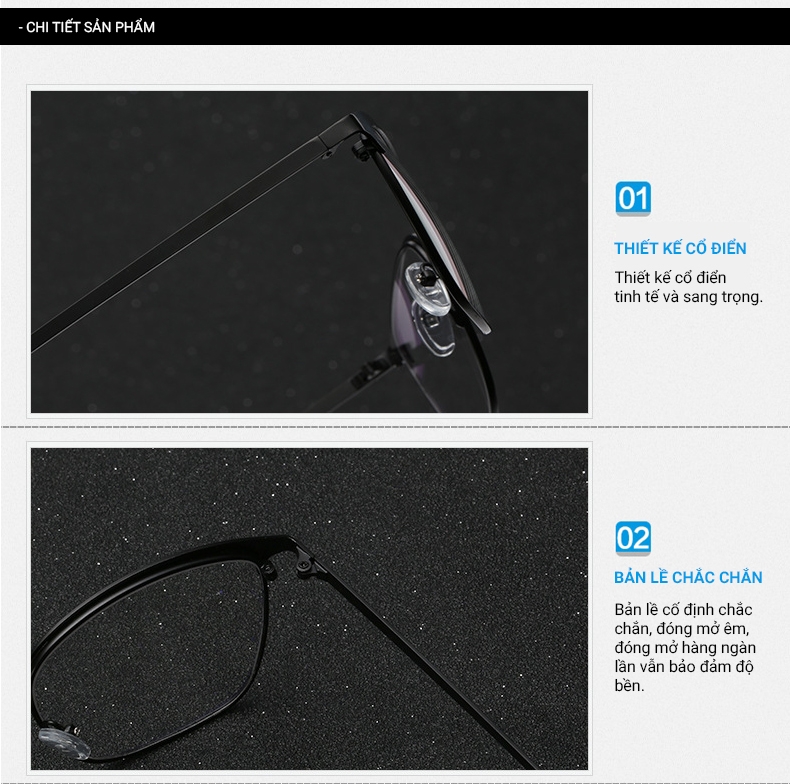 - CHI TIẾT SẢN PHẨM
01
THIẾT KẾ CỔ ĐIỂN
Thiết kế cổ điển
tinh tế và sang trọng.
02
BẢN LỀ CHẮC CHẮN
Bản lề cố định chắc
chắn, đóng mở êm,
đóng mở hàng ngàn
lần vẫn bảo đảm độ
bền.